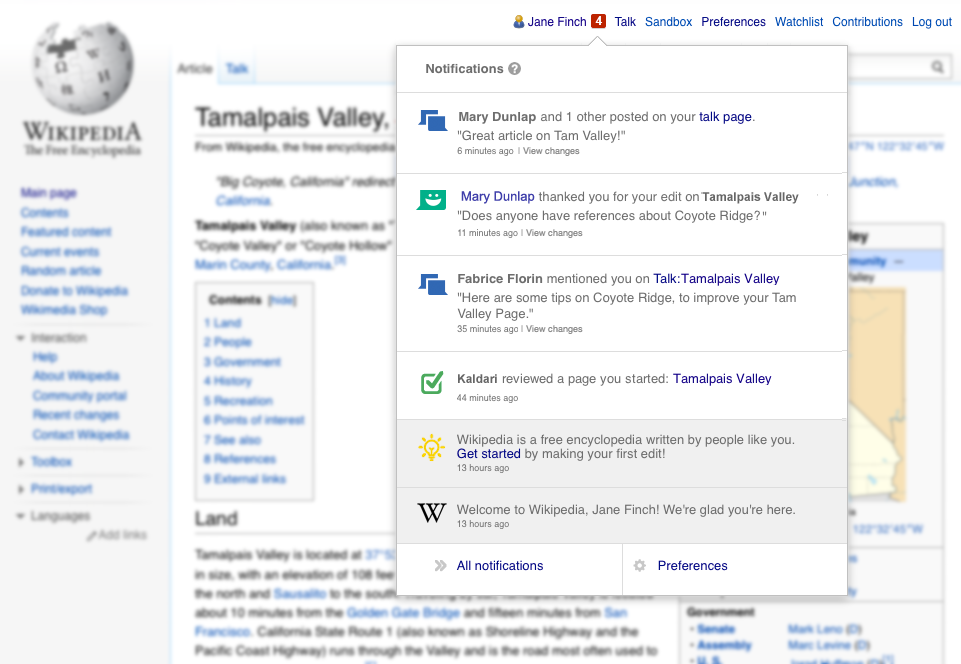 Jane Finch 4 Talk Sandbox Preferences Watchlist Contributions Log out
Notifications ?
Mary Dunlap and 1 other posted on your talk page.
"Great article on Tam Valley!"
6 minutes ago | View changes
Mary Dunlap thanked you for your edit on Tamalpais Valley
"Does anyone have references about Coyote Ridge?"
11 minutes ago | View changes
Fabrice Florin mentioned you on Talk:Tamalpais Valley
"Here are some tips on Coyote Ridge, to improve your Tam
Valley Page."
35 minutes ago | View changes
Kaldari reviewed a page you started: Tamalpais Valley
44 minutes ago
Wikipedia is a free encyclopedia written by people like you.
Get started by making your first edit!
13 hours ago
W
Welcome to Wikipedia, Jane Finch! We're glad you're here.
13 hours ago
All notifications
Preferences
WIKIPEDIA
The Free Encyclopedia
Main page
Contents
Featured content
Current events
Random article
Donate to Wikipedia
Wikimedia Shop
Interaction
Help
About Wikipedia
Community portal
Recent changes
Contact Wikipedia
Toolbox
Print/export
Languages
Add links
Article Talk
Tamalpais Valley,
From Wikipedia, the free encyclopedia
"Big Coyote, California" redirect
California.
Tamalpais Valley (also known as "
"Coyote Valley" or "Coyote Hollow"
Marin County, California.[3]
Contents [hide]
1 Land
2 People
3 Government
4 History
5 Recreation
6 Points of interest
7 See also
8 References
9 External links
Land
Tamalpais Valley is located at 37°5
in size, with an elevation of 108 fee
the north and Sausalito to the south.
about 10 minutes from the Golden Gate Bridge and fifteen minutes from San
Francisco. California State Route 1 (also known as Shoreline Highway and the
Pacific Coast Highway) runs through the Valley and is the road most often used to
47"N 122°32'45"W
Junction,
ley
munity
alley
122°32'45"W
Government
• Senate Mark Leno (D)
• Assembly Marc Levine (D)
• U.S.